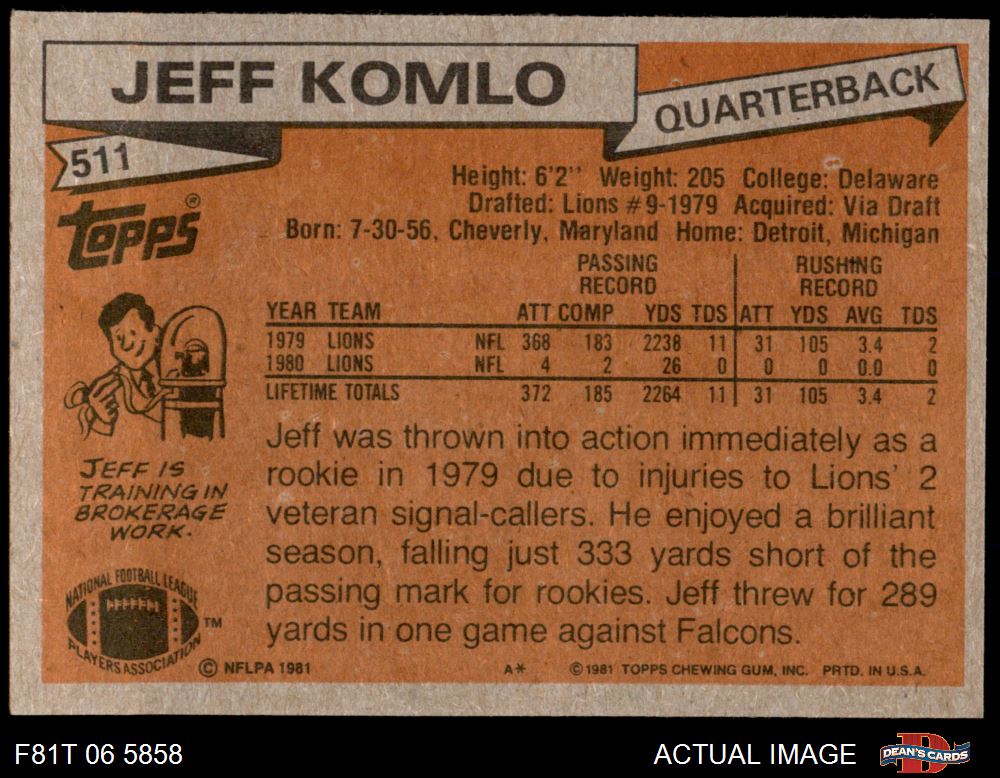 JEFF KOMLO
QUARTERBACK
511
topps®
Height: 6'2" Weight: 205 College: Delaware
Drafted: Lions #9-1979 Acquired: Via Draft
Born: 7-30-56, Cheverly, Maryland Home: Detroit, Michigan
PASSING RECORD RUSHING RECORD
YEAR TEAM ATT COMP YDS TDS ATT YDS AVG TDS
1979 LIONS NFL 368 183 2238 11 31 105 3.4 2
1980 LIONS NFL 4 2 26 0 0 0 0.0 0
LIFETIME TOTALS 372 185 2264 11 31 105 3.4 2
JEFF IS
TRAINING IN
BROKERAGE
WORK.
Jeff was thrown into action immediately as a
rookie in 1979 due to injuries to Lions' 2
veteran signal-callers. He enjoyed a brilliant
season, falling just 333 yards short of the
passing mark for rookies. Jeff threw for 289
yards in one game against Falcons.
NATIONAL FOOTBALL LEAGUE
PLAYERS ASSOCIATION
TM
© NFLPA 1981 A* © 1981 TOPPS CHEWING GUM, INC. PRTD. IN U.S.A.
F81T 06 5858 ACTUAL IMAGE D DEAN'S CARDS